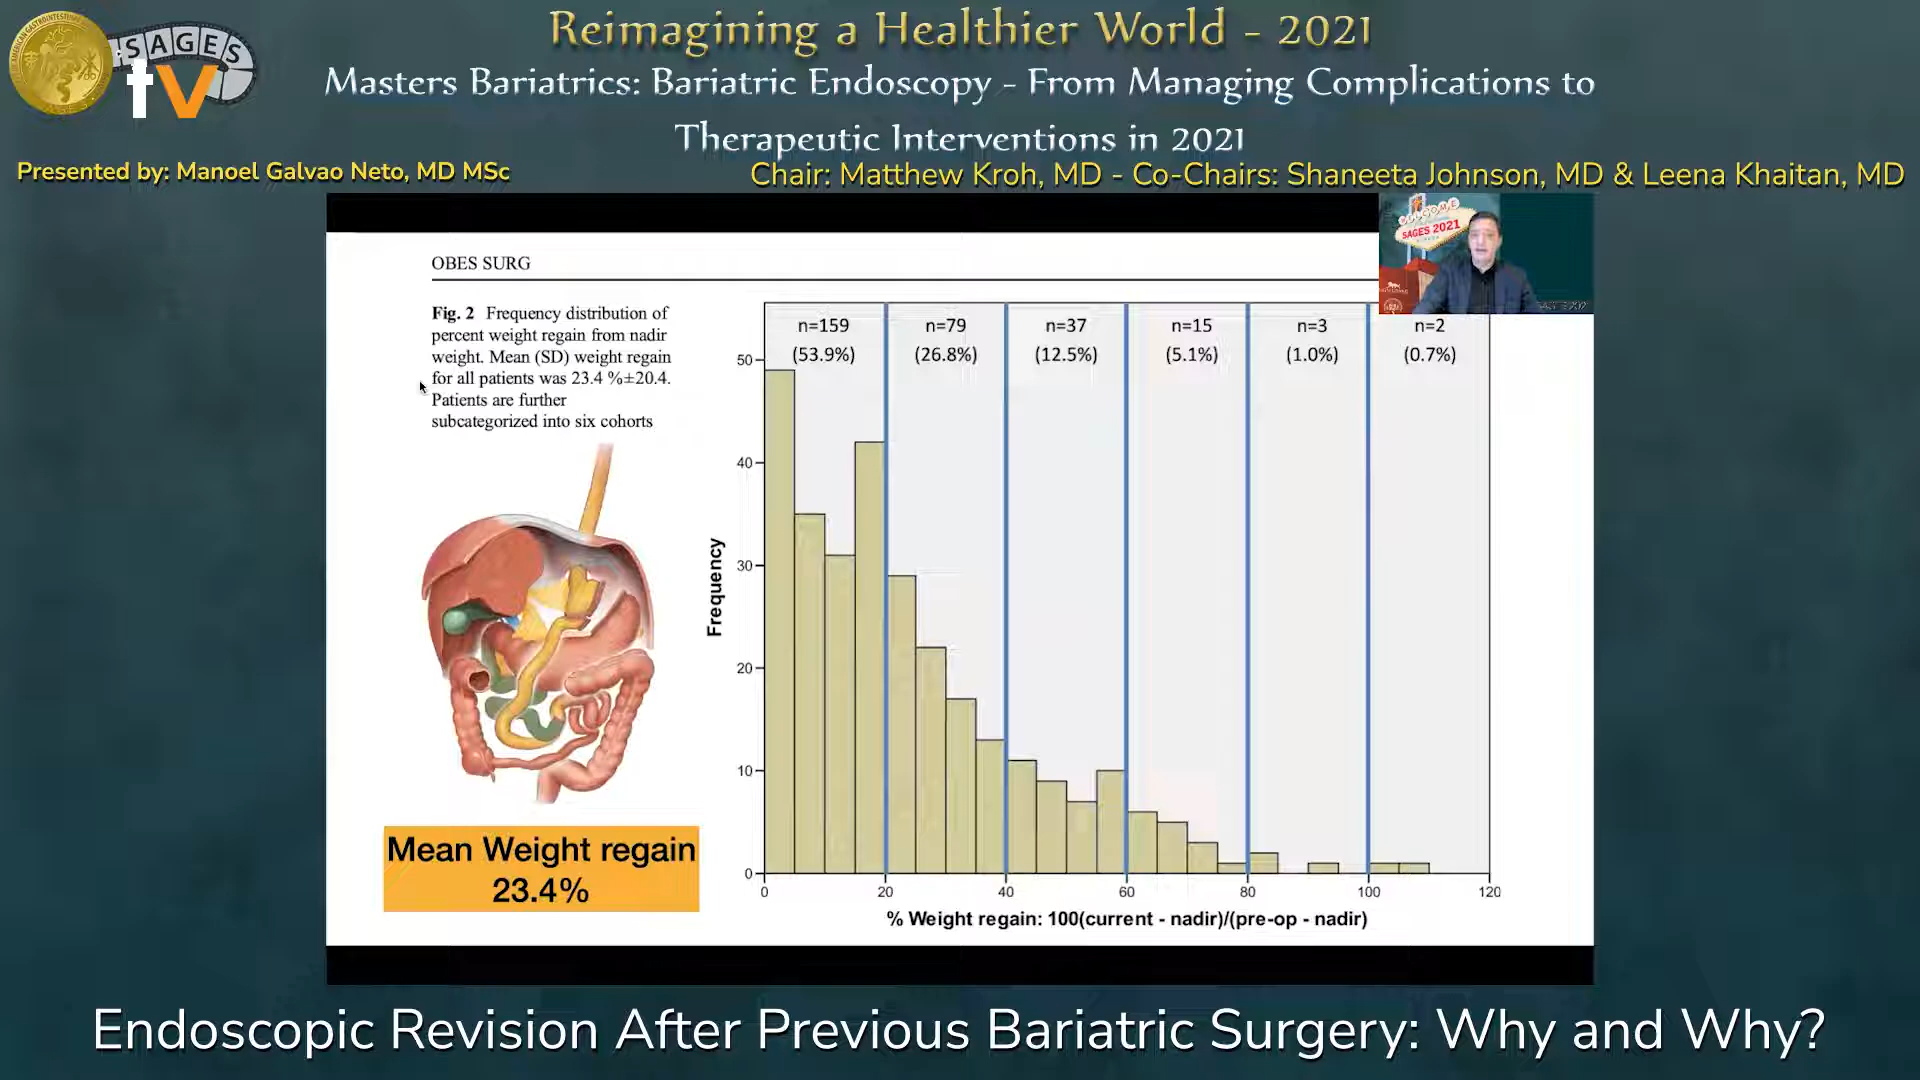 Reimagining a Healthier World - 2021
SAGES
tv
Masters Bariatrics: Bariatric Endoscopy - From Managing Complications to
Therapeutic Interventions in 2021
Presented by: Manoel Galvao Neto, MD MSc
Chair: Matthew Kroh, MD - Co-Chairs: Shaneeta Johnson, MD & Leena Khaitan, MD
WELCOME
SAGES 2021
OBES SURG
Fig. 2 Frequency distribution of
percent weight regain from nadir
weight. Mean (SD) weight regain
for all patients was 23.4 %±20.4.
Patients are further
subcategorized into six cohorts
Mean Weight regain
23.4%
n=159 n=79 n=37 n=15 n=3 n=2
(53.9%) (26.8%) (12.5%) (5.1%) (1.0%) (0.7%)
50
40
30
20
10
0
Frequency
0 20 40 60 80 100 120
% Weight regain: 100(current - nadir)/(pre-op - nadir)
Endoscopic Revision After Previous Bariatric Surgery: Why and Why?